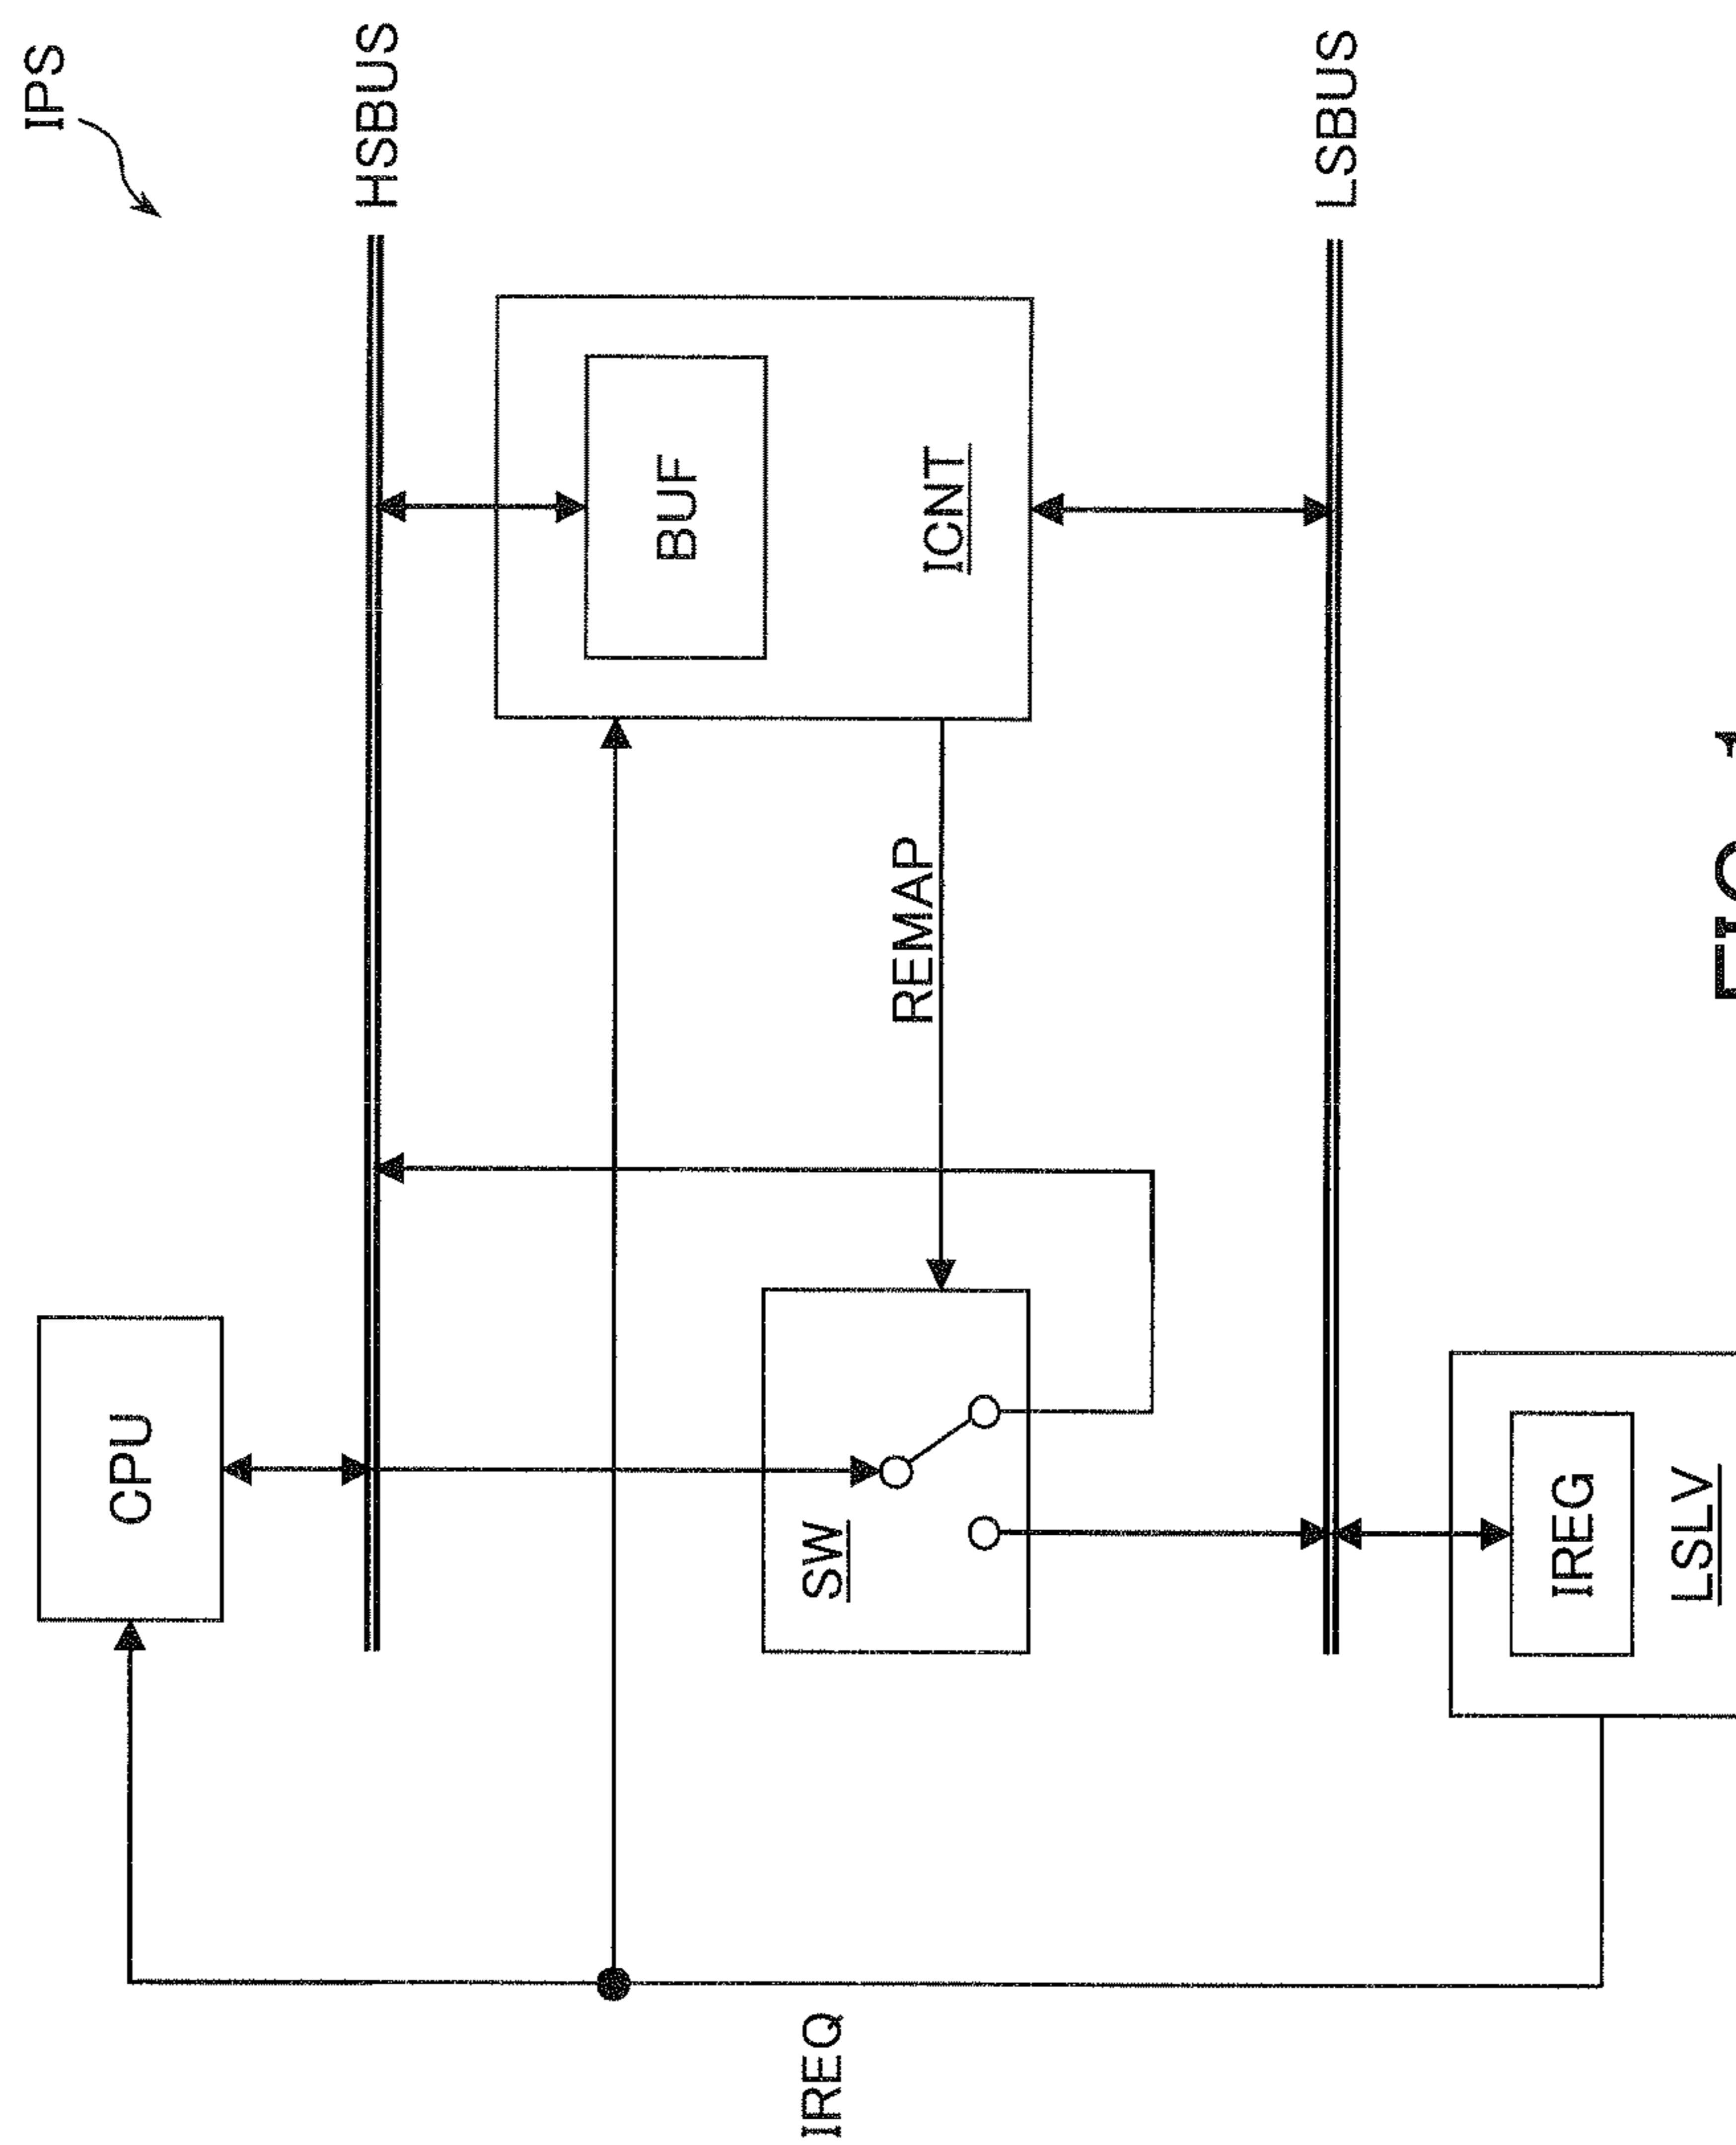 IPS
HSBUS
LSBUS
BUF
ICNT
REMAP
CPU
SW
IREG
LSLV
IREQ